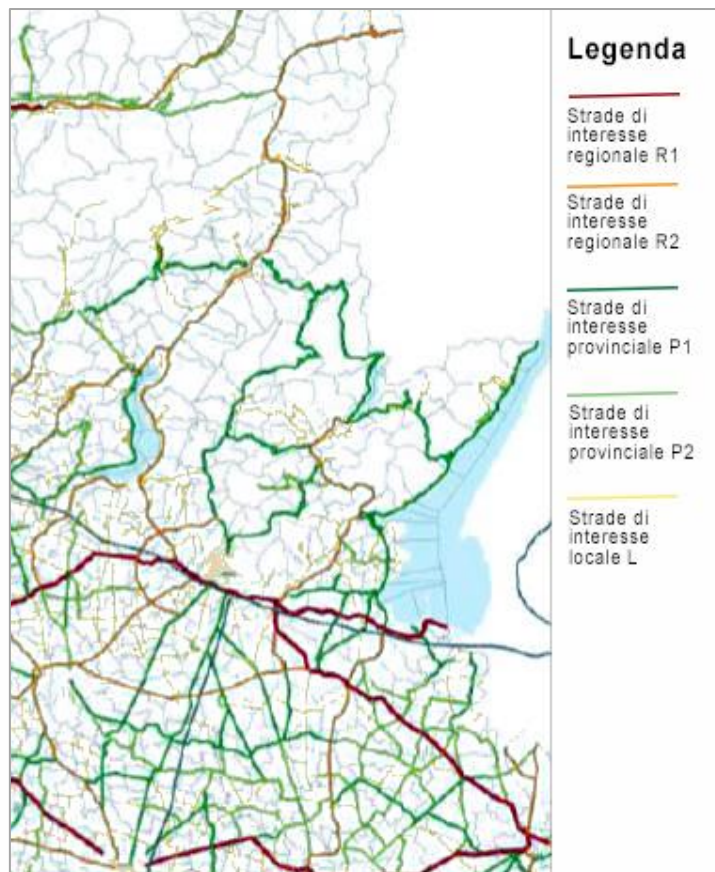 Legenda
Strade di
interesse
regionale R1
Strade di
interesse
regionale R2
Strade di
interesse
provinciale P1
Strade di
interesse
provinciale P2
Strade di
interesse
locale L